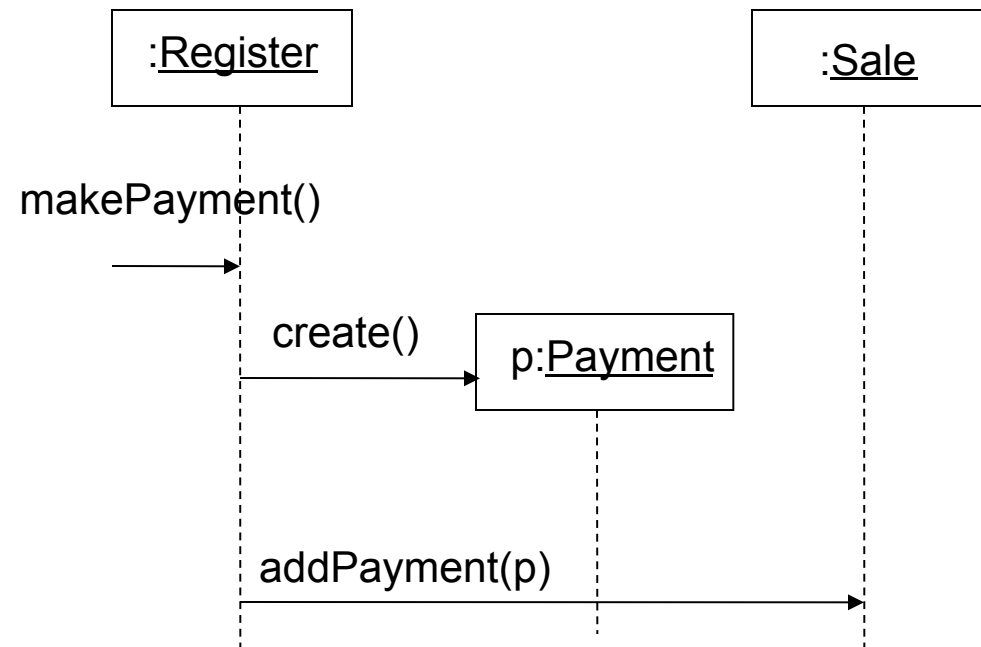 :Register
:Sale
makePayment()
create()
p:Payment
addPayment(p)